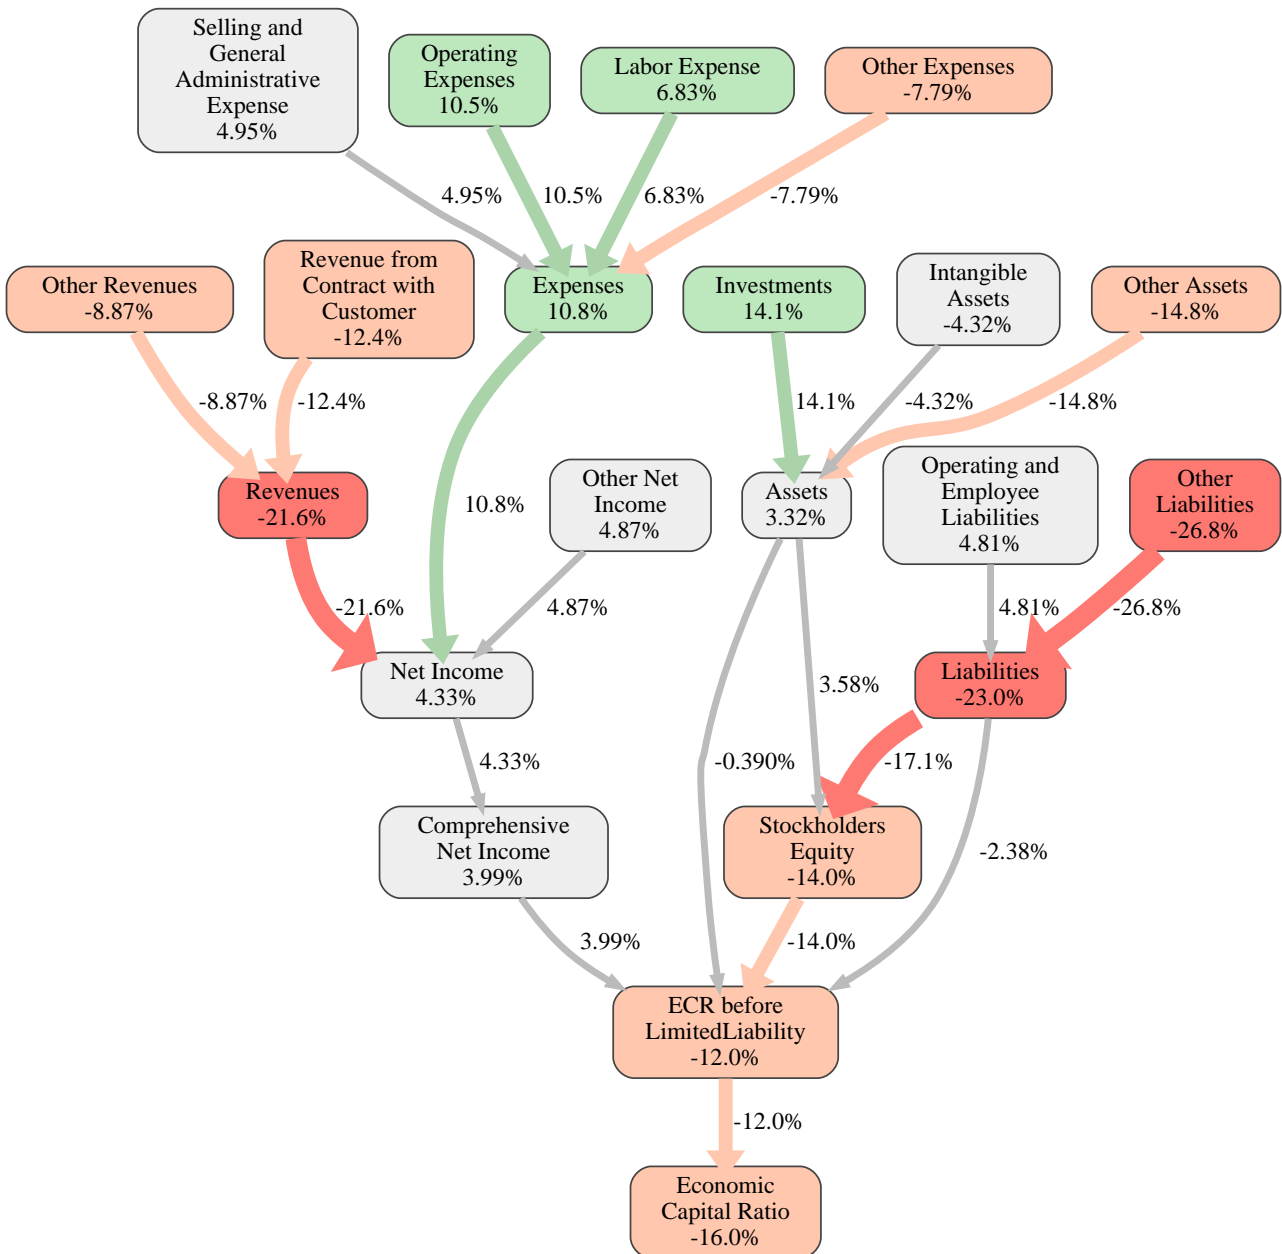 Selling and
General
Administrative
Expense
4.95%
Operating
Expenses
10.5%
Labor Expense
6.83%
Other Expenses
-7.79%
4.95%
10.5%
6.83%
-7.79%
Other Revenues
-8.87%
Revenue from
Contract with
Customer
-12.4%
Expenses
10.8%
Investments
14.1%
Intangible
Assets
-4.32%
Other Assets
-14.8%
-8.87%
-12.4%
14.1%
-4.32%
-14.8%
Revenues
-21.6%
10.8%
Other Net
Income
4.87%
Assets
3.32%
Operating and
Employee
Liabilities
4.81%
Other
Liabilities
-26.8%
-21.6%
4.87%
4.81%
-26.8%
Net Income
4.33%
3.58%
Liabilities
-23.0%
4.33%
-0.390%
-17.1%
Comprehensive
Net Income
3.99%
Stockholders
Equity
-14.0%
-2.38%
3.99%
-14.0%
ECR before
LimitedLiability
-12.0%
-12.0%
Economic
Capital Ratio
-16.0%